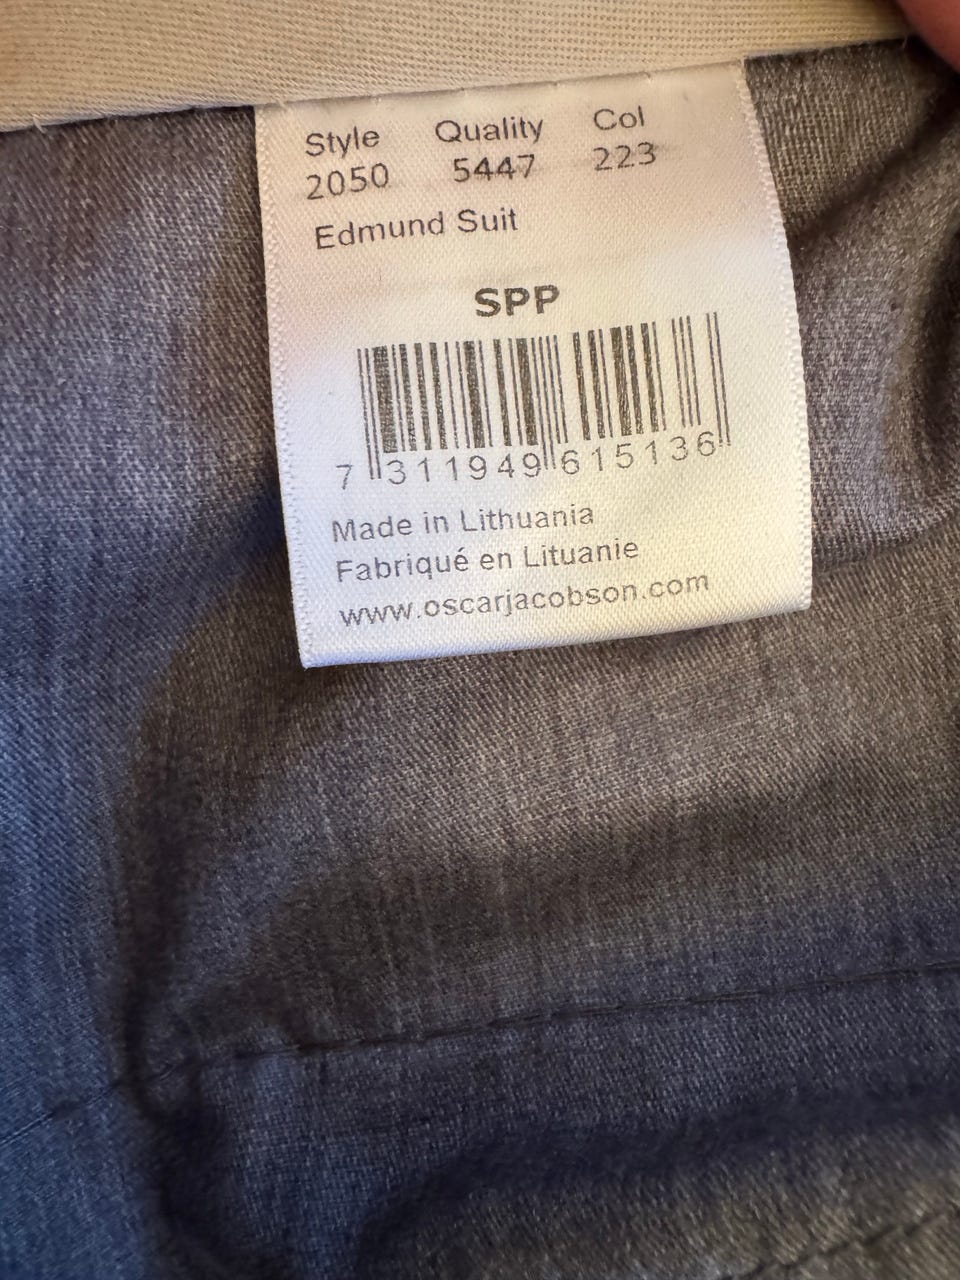 Style Quality Col
2050 5447 223
Edmund Suit
SPP
7 311949 615136
Made in Lithuania
Fabriqué en Lituanie
www.oscarjacobson.com